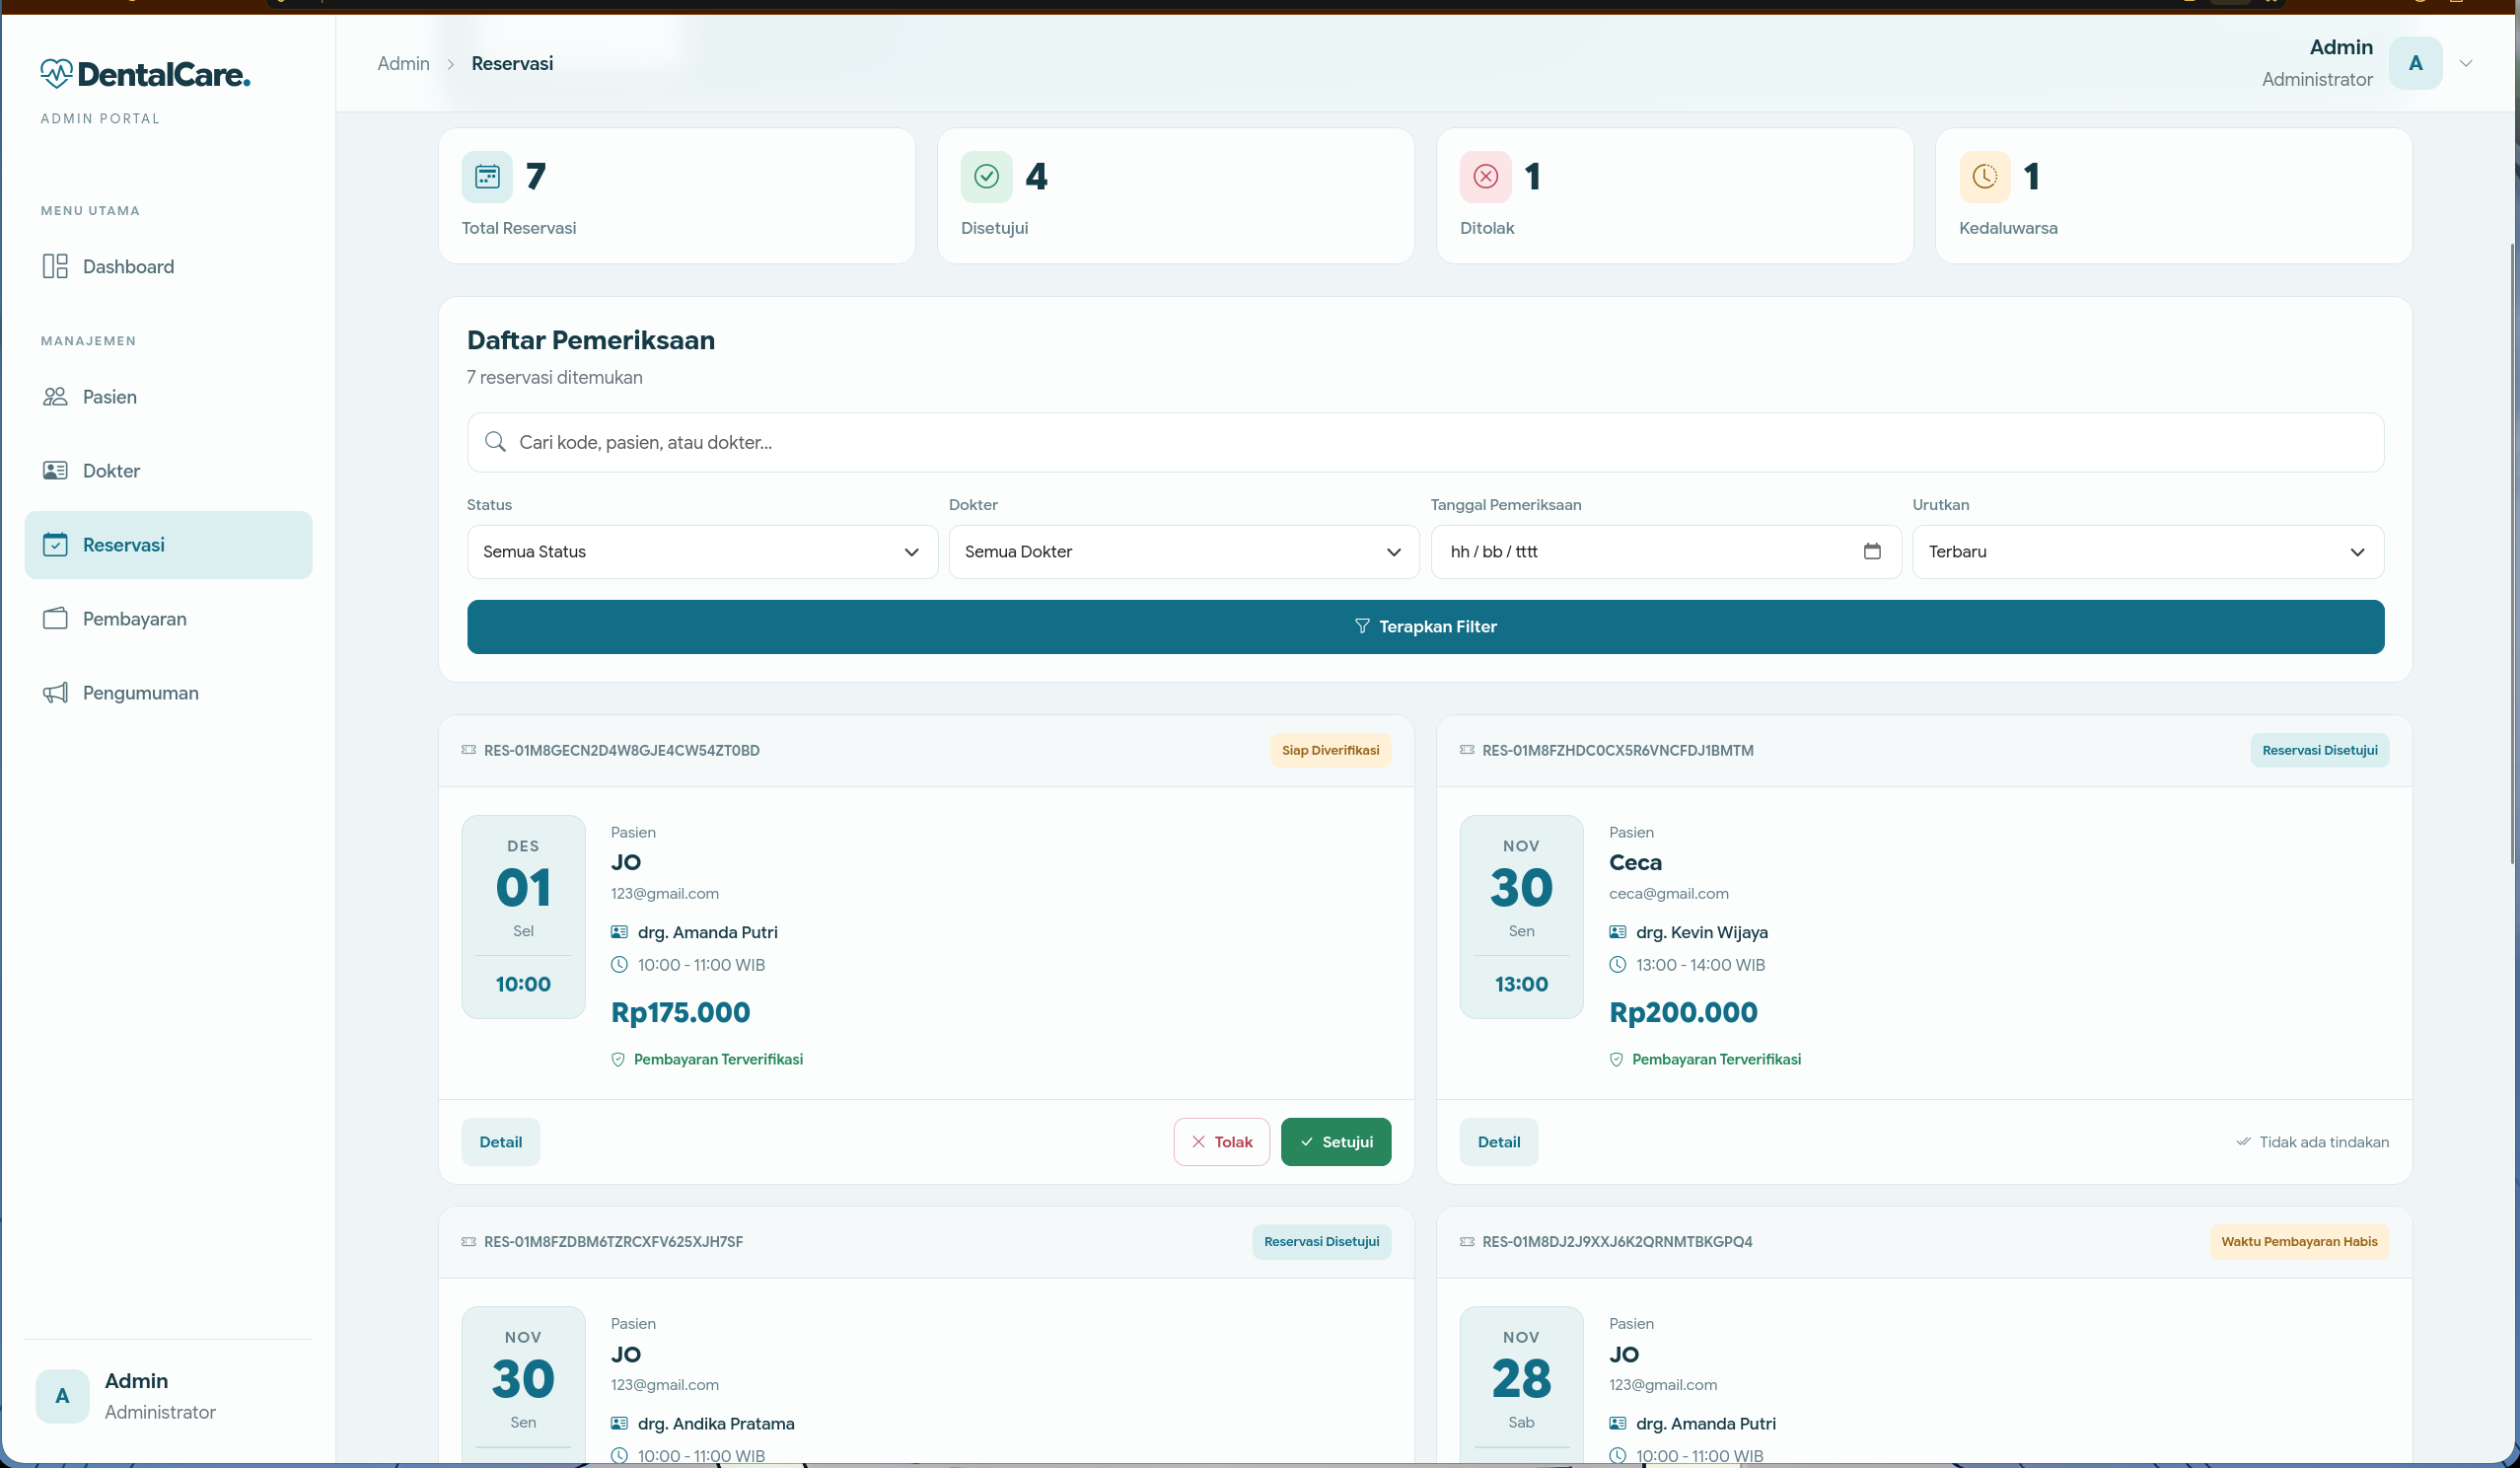 DentalCare.
ADMIN PORTAL
MENU UTAMA
Dashboard
MANAJEMEN
Pasien
Dokter
Reservasi
Pembayaran
Pengumuman
A
Admin
Administrator
Admin > Reservasi
Admin
Administrator
A
7
Total Reservasi
4
Disetujui
1
Ditolak
1
Kedaluwarsa
Daftar Pemeriksaan
7 reservasi ditemukan
Cari kode, pasien, atau dokter...
Status
Semua Status
Dokter
Semua Dokter
Tanggal Pemeriksaan
hh / bb / tttt
Urutkan
Terbaru
Terapkan Filter
RES-01M8GECN2D4W8GJE4CW54ZT0BD
Siap Diverifikasi
DES
01
Sel
10:00
Pasien
JO
123@gmail.com
drg. Amanda Putri
10:00 - 11:00 WIB
Rp175.000
Pembayaran Terverifikasi
Detail
Tolak
Setujui
RES-01M8FZHDC0CX5R6VNCFDJ1BMTM
Reservasi Disetujui
NOV
30
Sen
13:00
Pasien
Ceca
ceca@gmail.com
drg. Kevin Wijaya
13:00 - 14:00 WIB
Rp200.000
Pembayaran Terverifikasi
Detail
Tidak ada tindakan
RES-01M8FZDBM6TZRCXFV625XJH7SF
Reservasi Disetujui
NOV
30
Sen
Pasien
JO
123@gmail.com
drg. Andika Pratama
10:00 - 11:00 WIB
RES-01M8DJ2J9XXJ6K2QRNMTBKGPQ4
Waktu Pembayaran Habis
NOV
28
Sab
Pasien
JO
123@gmail.com
drg. Amanda Putri
10:00 - 11:00 WIB